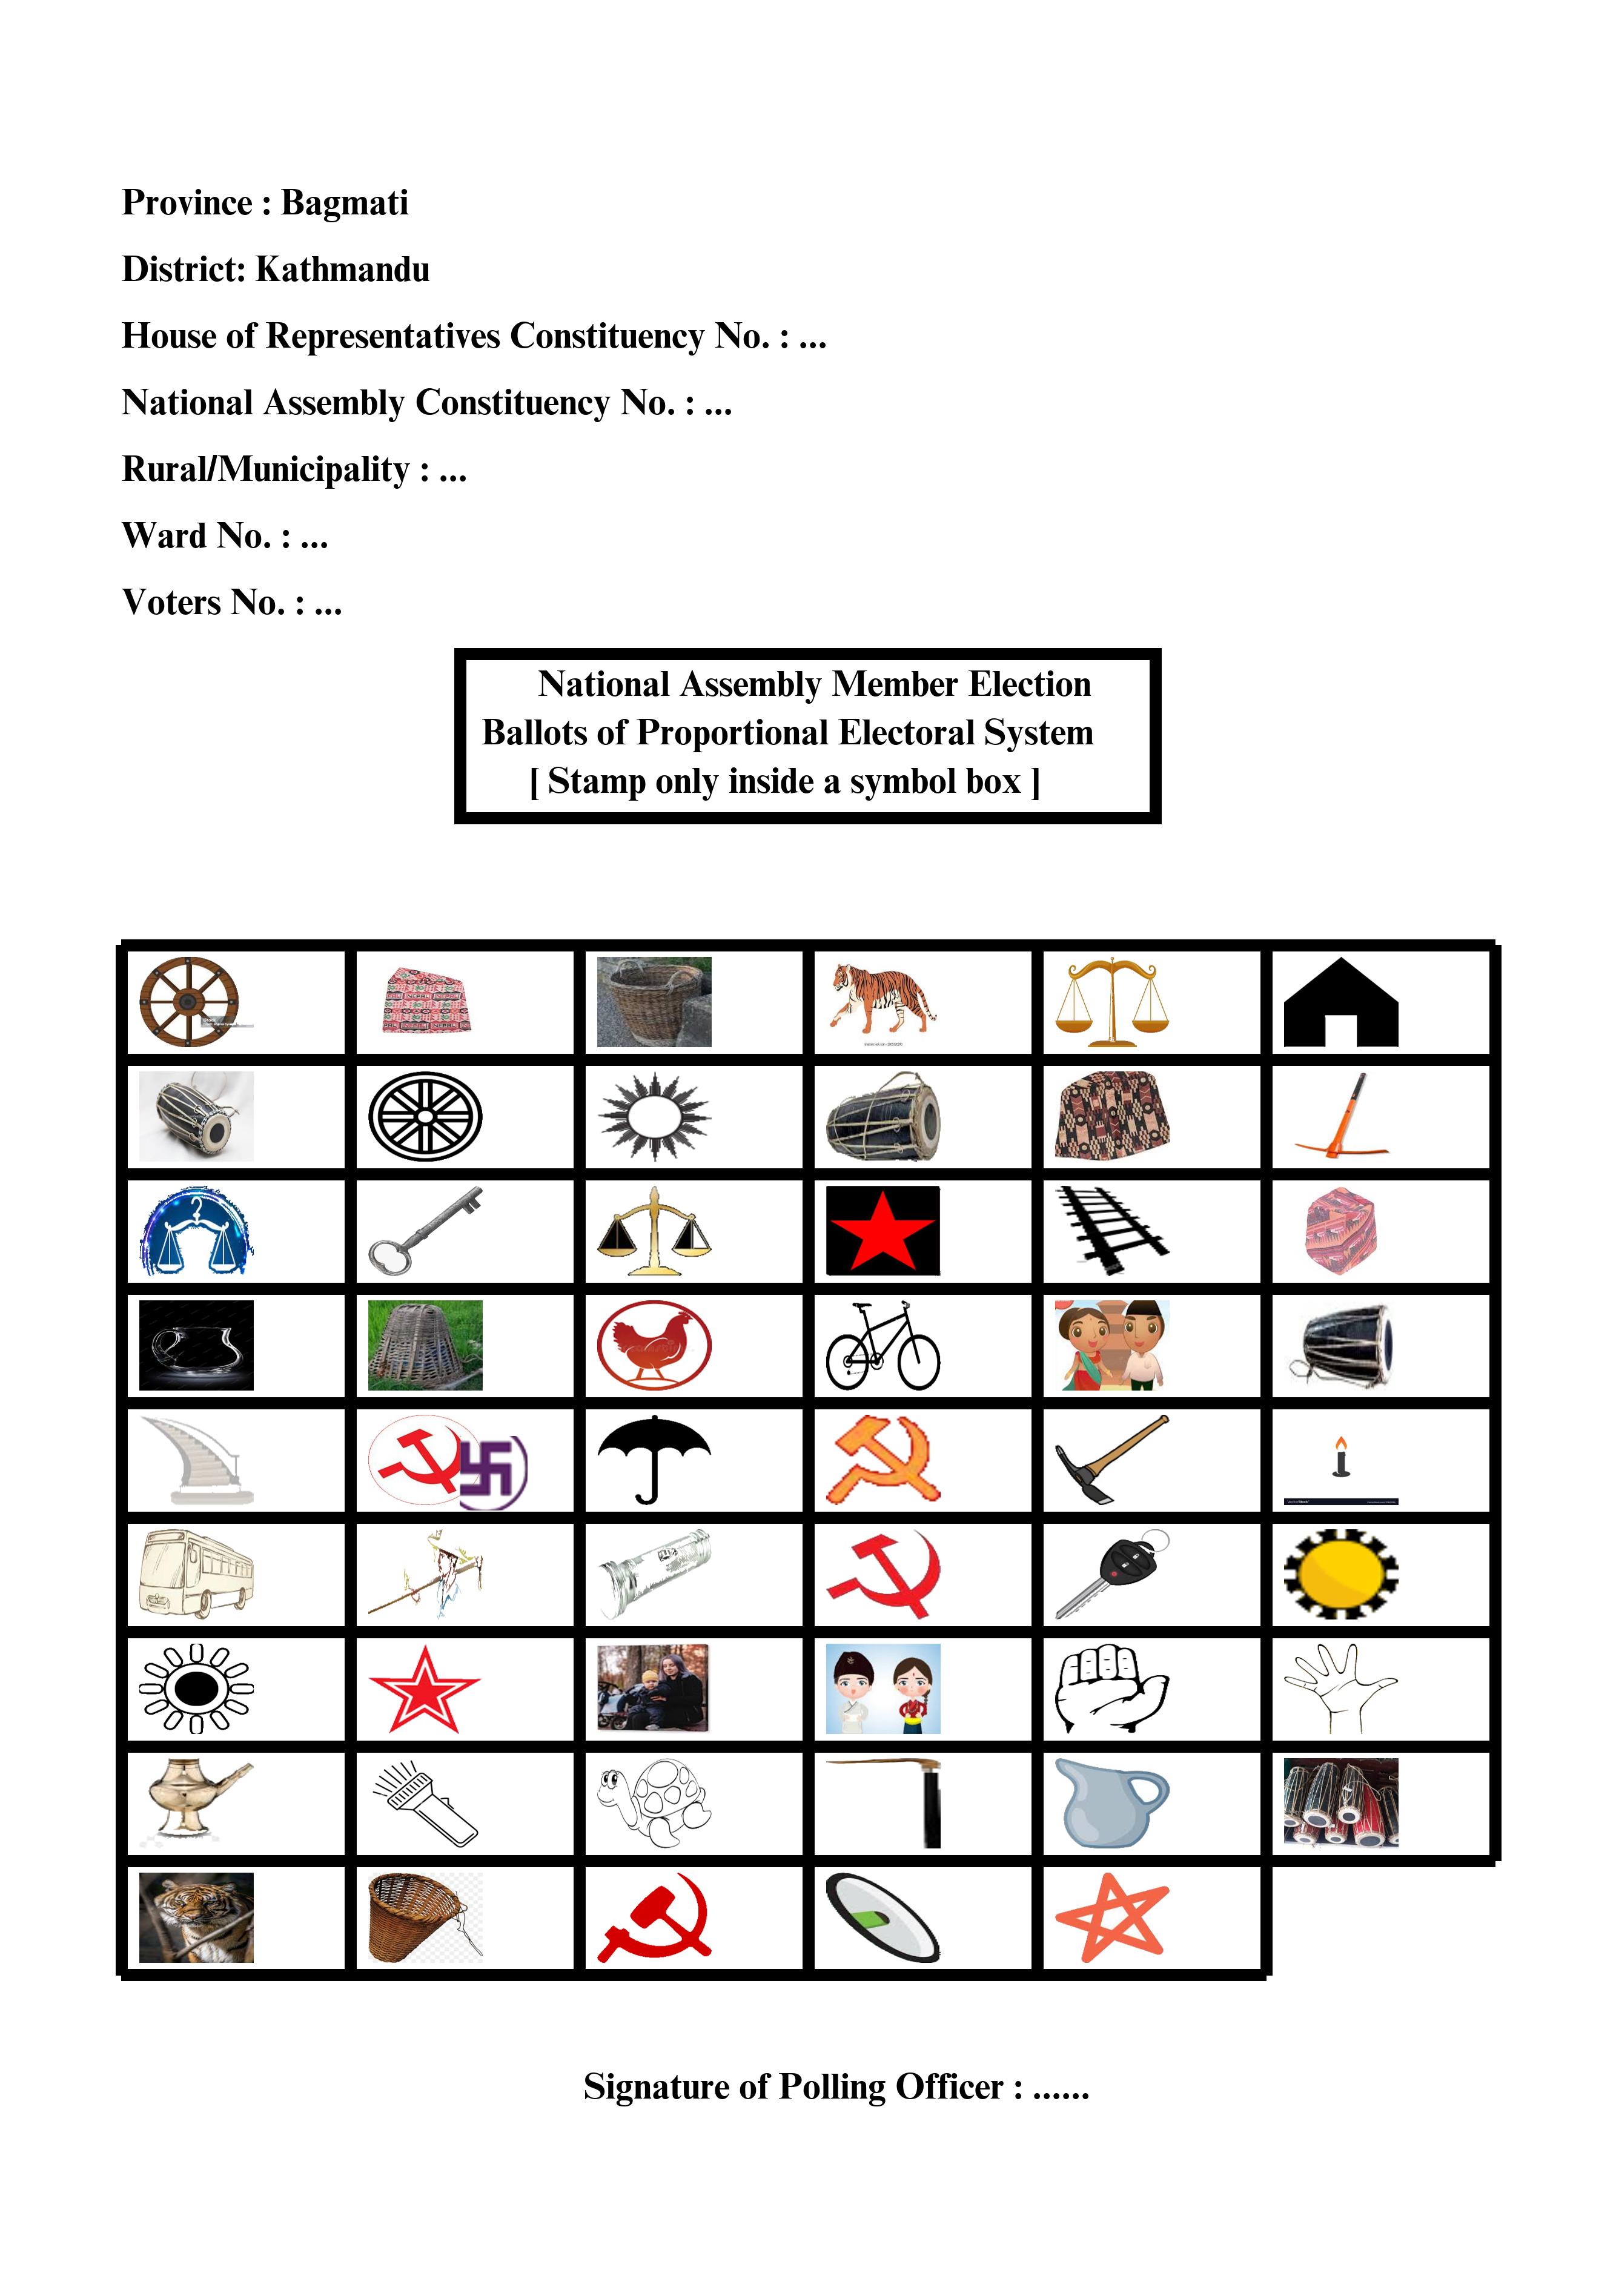 Province : Bagmati
District: Kathmandu
House of Representatives Constituency No. : ...
National Assembly Constituency No. : ...
Rural/Municipality : ...
Ward No. : ...
Voters No. : ...
National Assembly Member Election
Ballots of Proportional Electoral System
[ Stamp only inside a symbol box ]
NEPAL
Signature of Polling Officer : ......